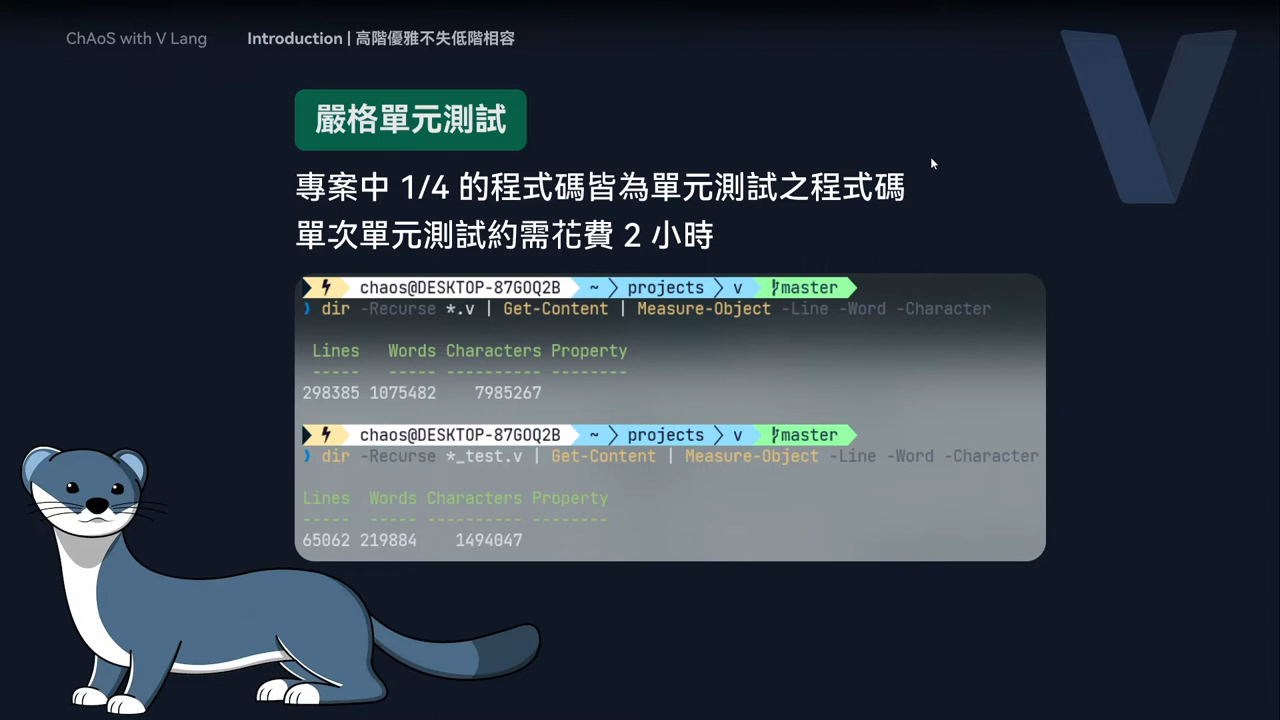 ChAoS with V Lang
Introduction | 高階優雅不失低階相容
嚴格單元測試
專案中 1/4 的程式碼皆為單元測試之程式碼
單次單元測試約需花費 2 小時
chaos@DESKTOP-87GOQ2B ~ projects v master
❯ dir -Recurse *.v | Get-Content | Measure-Object -Line -Word -Character
Lines Words Characters Property
----- ----- ---------- --------
298385 1075482 7985267
chaos@DESKTOP-87GOQ2B ~ projects v master
❯ dir -Recurse *_test.v | Get-Content | Measure-Object -Line -Word -Character
Lines Words Characters Property
----- ----- ---------- --------
65062 219884 1494047